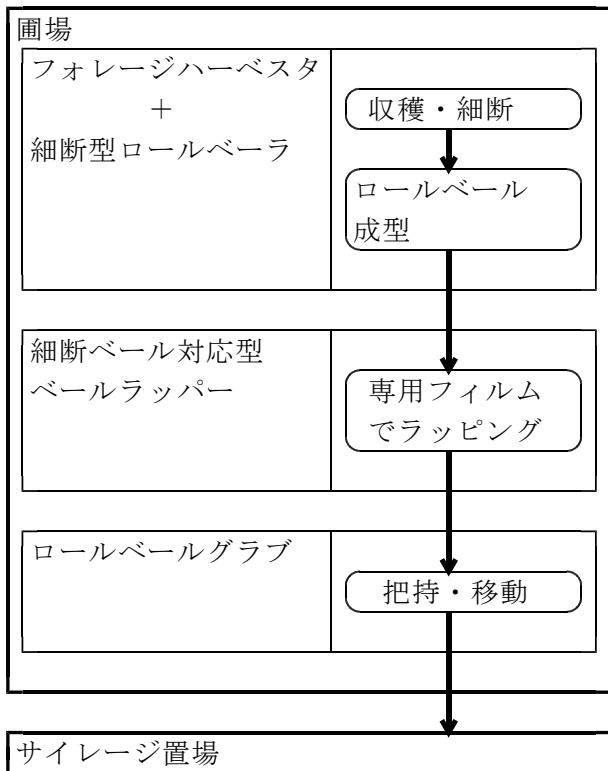 圃場
フォレージハーベスタ
+
細断型ロールベーラ
収穫・細断
ロールベール
成型
細断ベール対応型
ベールラッパー
専用フィルム
でラッピング
ロールベールグラブ
把持・移動
サイレージ置場